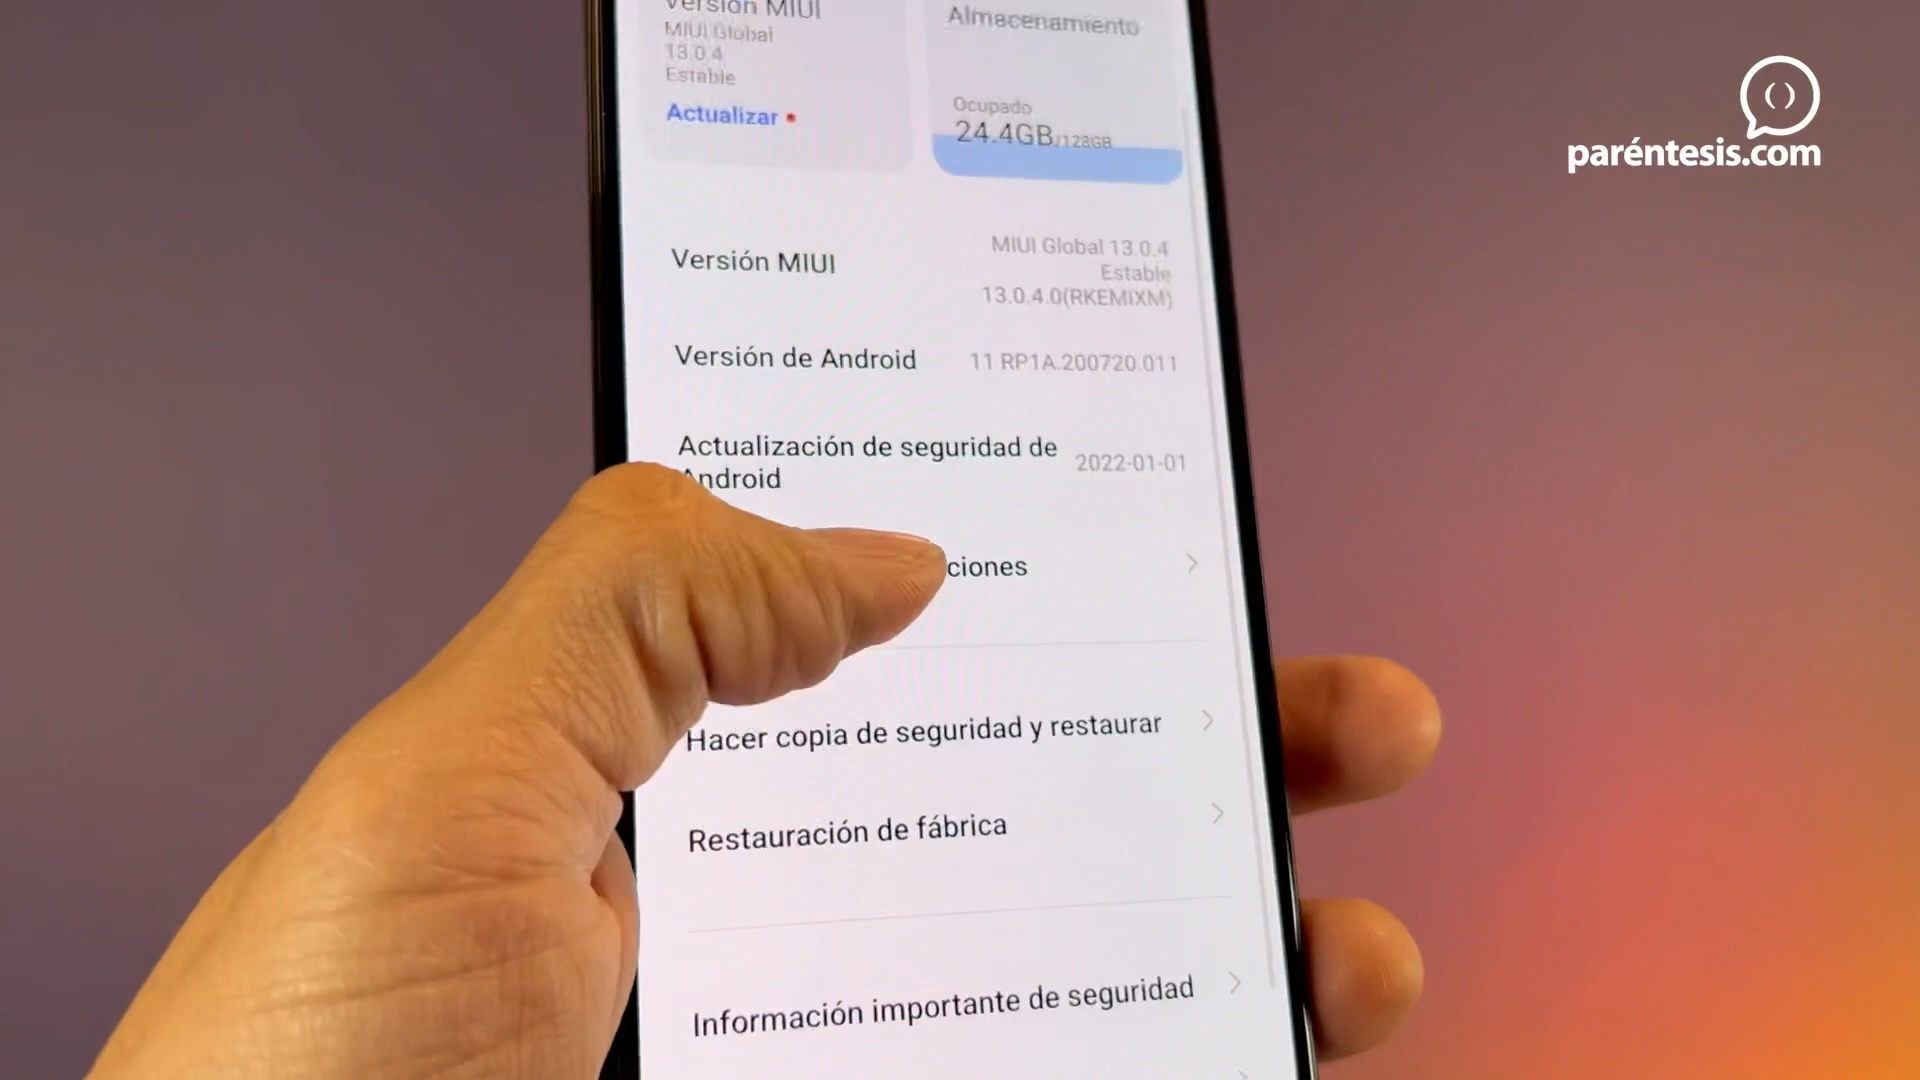 Versión MIUI
MIUI Global
13.0.4
Estable
Actualizar
Almacenamiento
Ocupado
24.4GB/128GB
( )
paréntesis.com
Versión MIUI
MIUI Global 13.0.4
Estable
13.0.4.0(RKEMIXM)
Versión de Android
11 RP1A.200720.011
Actualización de seguridad de
Android
2022-01-01
ciones
Hacer copia de seguridad y restaurar
Restauración de fábrica
Información importante de seguridad